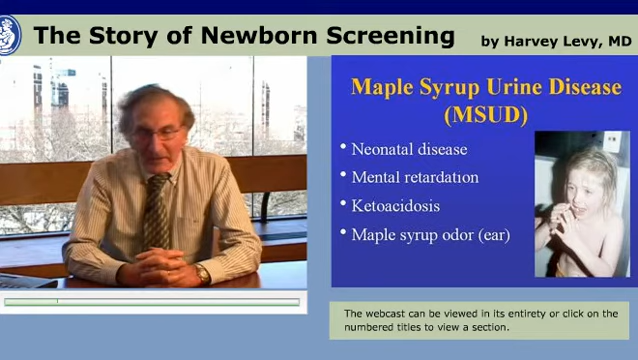 The Story of Newborn Screening
by Harvey Levy, MD
Maple Syrup Urine Disease
(MSUD)
• Neonatal disease
• Mental retardation
• Ketoacidosis
• Maple syrup odor (ear)
The webcast can be viewed in its entirety or click on the
numbered titles to view a section.